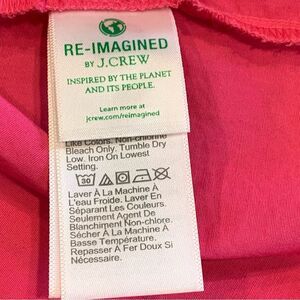 RE-IMAGINED
BY J.CREW
INSPIRED BY THE PLANET
AND ITS PEOPLE.
Learn more at
jcrew.com/reimagined
Like Colors. Non-chlorine
Bleach Only. Tumble Dry
Low. Iron On Lowest
Setting.
30
Laver À La Machine À
L'eau Froide. Laver En
Séparant Les Couleurs.
Seulement Agent De
Blanchiment Non-chlore.
Sécher À La Machine À
Basse Température.
Repasser À Fer Doux Si
Nécessaire.